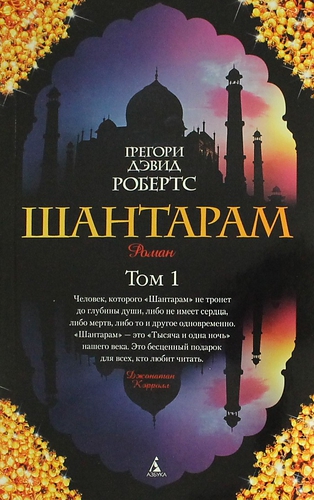 ГРЕГОРИ
ДЭВИД
РОБЕРТС
ШАНТАРАМ
Роман
Том 1
Человек, которого «Шантарам» не тронет
до глубины души, либо не имеет сердца,
либо мертв, либо то и другое одновременно.
«Шантарам» — это «Тысяча и одна ночь»
нашего века. Это бесценный подарок
для всех, кто любит читать.
Джонатан
Кэрролл
АЗБУКА